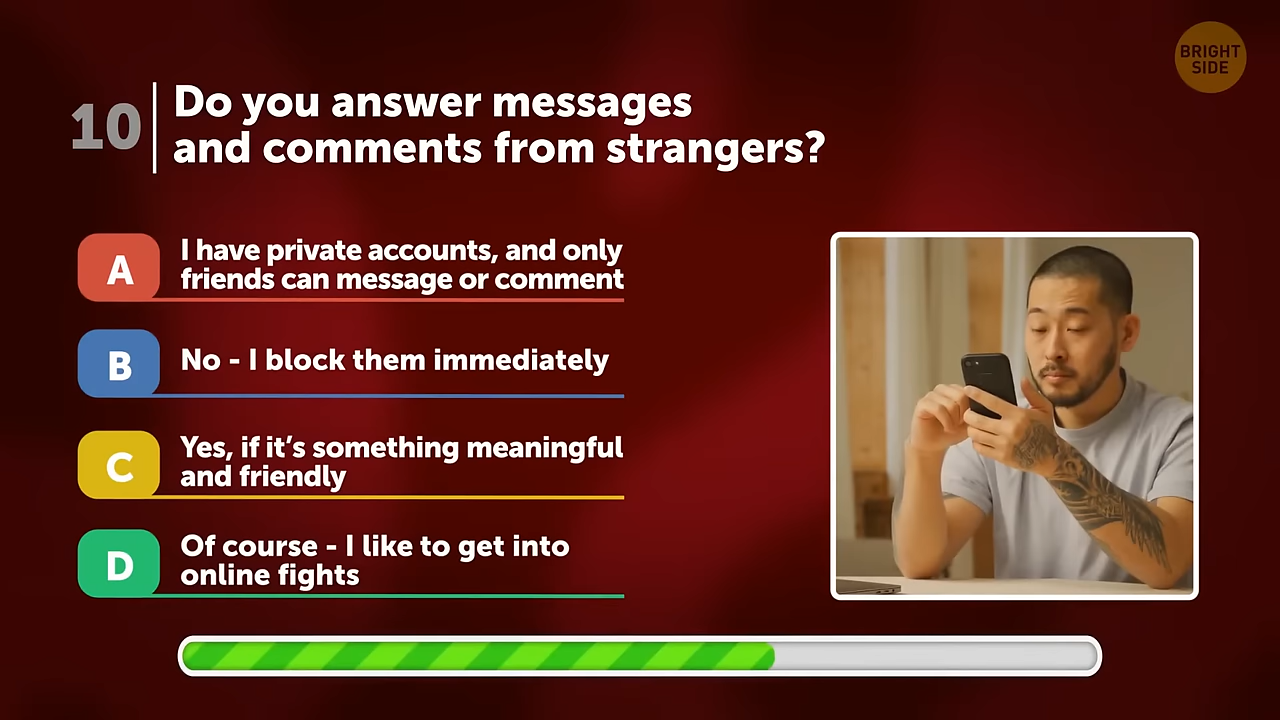 BRIGHT
SIDE
10
Do you answer messages
and comments from strangers?
A
I have private accounts, and only
friends can message or comment
B
No - I block them immediately
C
Yes, if it's something meaningful
and friendly
D
Of course - I like to get into
online fights